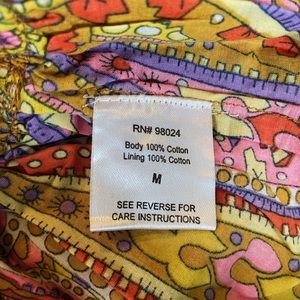 RN# 98024
Body 100% Cotton
Lining 100% Cotton
M
SEE REVERSE FOR
CARE INSTRUCTIONS